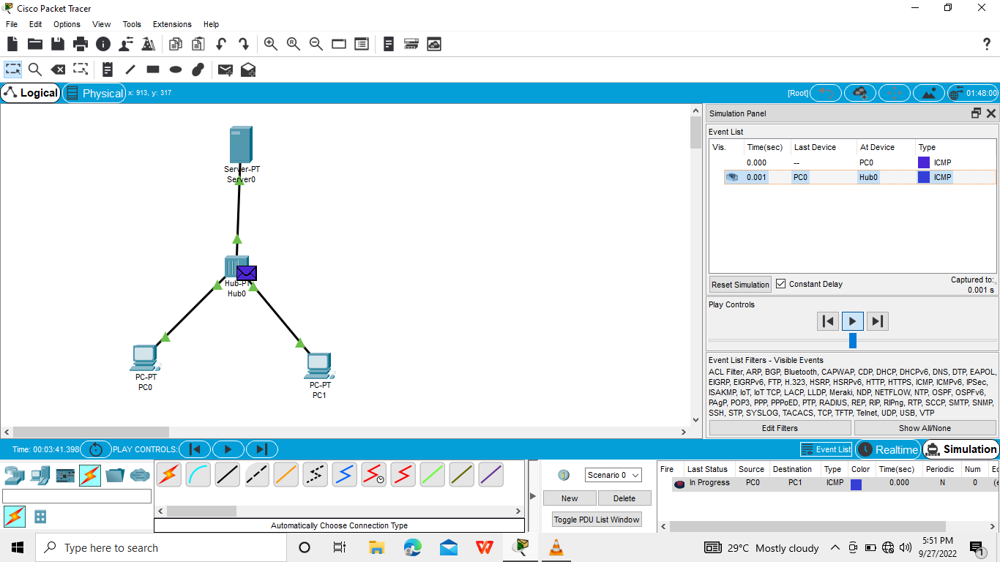 Cisco Packet Tracer
File Edit Options View Tools Extensions Help
?
Logical Physical x: 913, y: 317 [Root] 01:48:00
Server-PT
Server0
Hub-PT
Hub0
PC-PT
PC0
PC-PT
PC1
Simulation Panel
Event List
Vis. Time(sec) Last Device At Device Type
0.000 -- PC0 ICMP
0.001 PC0 Hub0 ICMP
Reset Simulation Constant Delay Captured to:
0.001 s
Play Controls
Event List Filters - Visible Events
ACL Filter, ARP, BGP, Bluetooth, CAPWAP, CDP, DHCP, DHCPv6, DNS, DTP, EAPOL,
EIGRP, EIGRPv6, FTP, H.323, HSRP, HSRPv6, HTTP, HTTPS, ICMP, ICMPv6, IPSec,
ISAKMP, IoT, IoT TCP, LACP, LLDP, Meraki, NDP, NETFLOW, NTP, OSPF, OSPFv6,
PAgP, POP3, PPP, PPPoED, PTP, RADIUS, REP, RIP, RIPng, RTP, SCCP, SMTP, SNMP,
SSH, STP, SYSLOG, TACACS, TCP, TFTP, Telnet, UDP, USB, VTP
Edit Filters Show All/None
Time: 00:03:41.398 PLAY CONTROLS: Event List Realtime Simulation
Scenario 0
New Delete
Toggle PDU List Window
Fire Last Status Source Destination Type Color Time(sec) Periodic Num Ec
In Progress PC0 PC1 ICMP 0.000 N 0 (e
Automatically Choose Connection Type
Type here to search
29°C Mostly cloudy
5:51 PM
9/27/2022
1